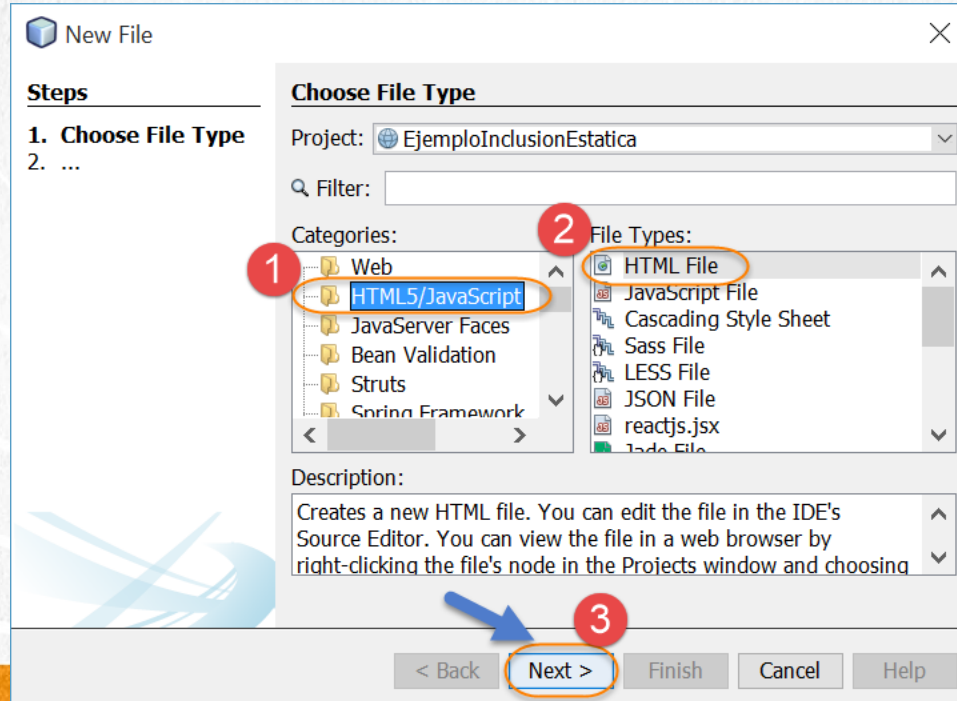 New File
Steps
1. Choose File Type
2. ...
Choose File Type
Project: EjemploInclusionEstatica
Filter:
Categories:
1
Web
HTML5/JavaScript
JavaServer Faces
Bean Validation
Struts
Spring Framework
2
File Types:
HTML File
JavaScript File
Cascading Style Sheet
Sass File
LESS File
JSON File
reactjs.jsx
Jade File
Description:
Creates a new HTML file. You can edit the file in the IDE's
Source Editor. You can view the file in a web browser by
right-clicking the file's node in the Projects window and choosing
3
< Back
Next >
Finish
Cancel
Help